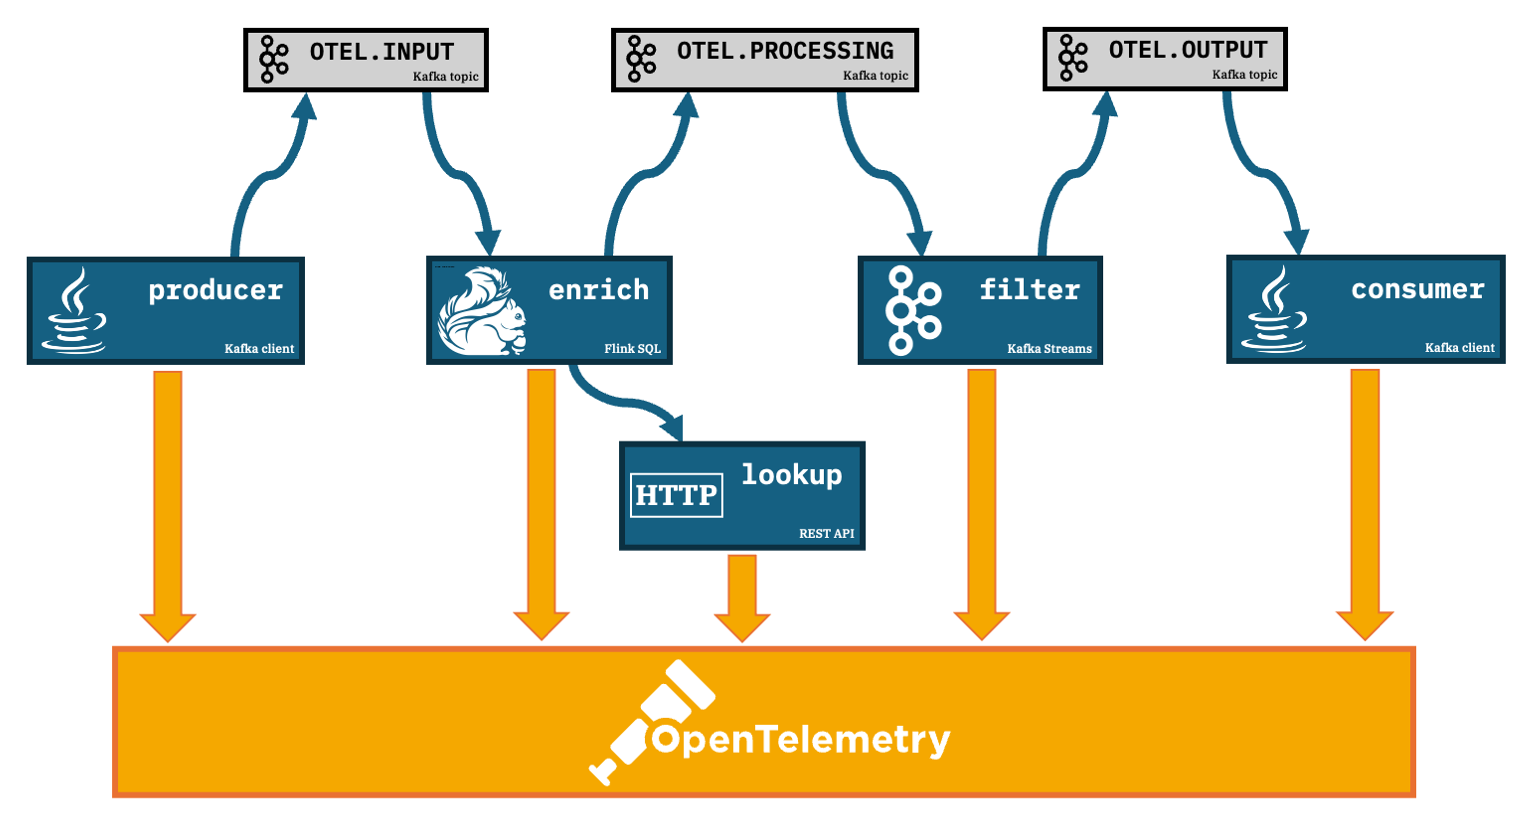 OTEL.INPUT
Kafka topic
OTEL.PROCESSING
Kafka topic
OTEL.OUTPUT
Kafka topic
producer
Kafka client
enrich
Flink SQL
filter
Kafka Streams
consumer
Kafka client
HTTP
lookup
REST API
OpenTelemetry